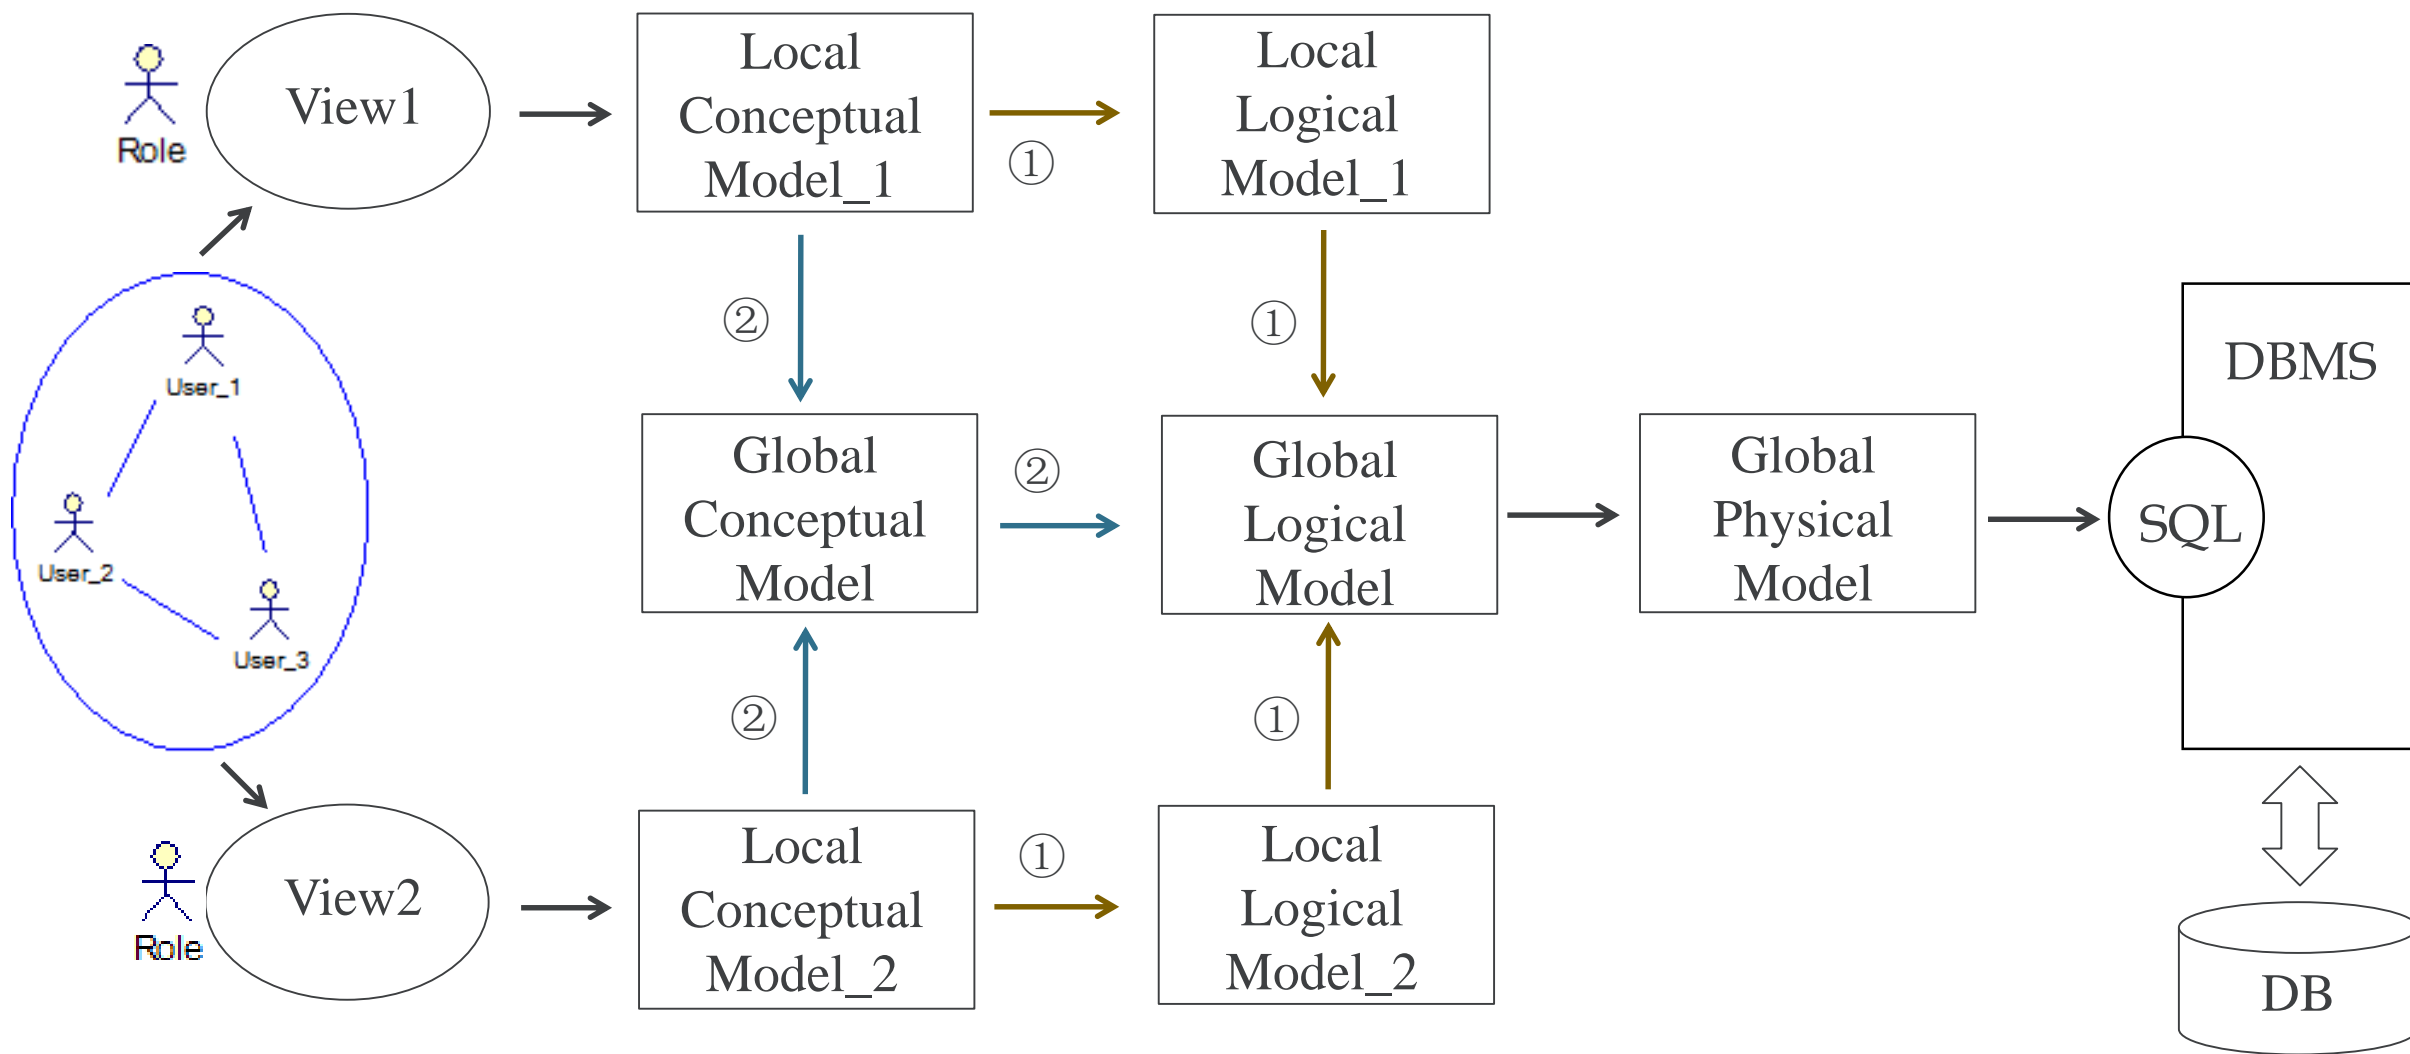 Role
View1
Local
Conceptual
Model_1
①
Local
Logical
Model_1
User_1
User_2
User_3
②
①
Global
Conceptual
Model
②
Global
Logical
Model
Global
Physical
Model
SQL
DBMS
②
①
Role
View2
Local
Conceptual
Model_2
①
Local
Logical
Model_2
DB